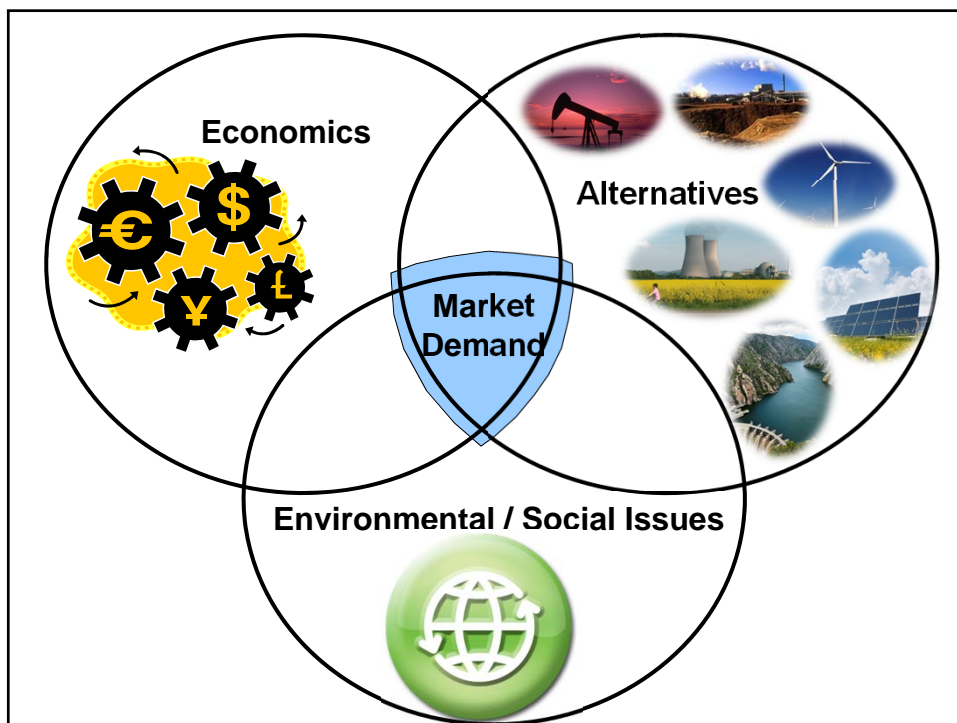 Economics
€
$
¥
£
Alternatives
Market
Demand
Environmental / Social Issues